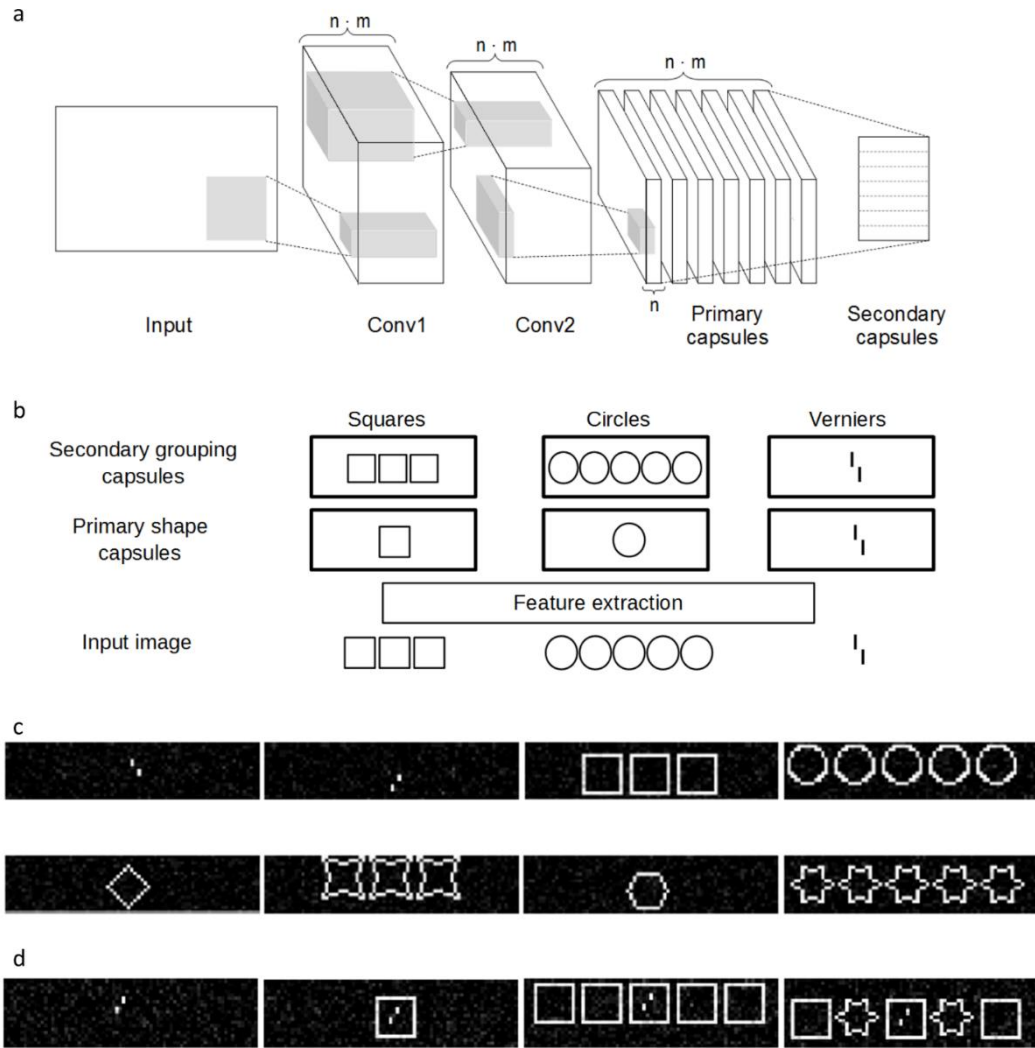 a
n · m
n · m
n · m
n
Input
Conv1
Conv2
Primary
capsules
Secondary
capsules
b
Squares
Circles
Verniers
Secondary grouping
capsules
Primary shape
capsules
Feature extraction
Input image
c
d